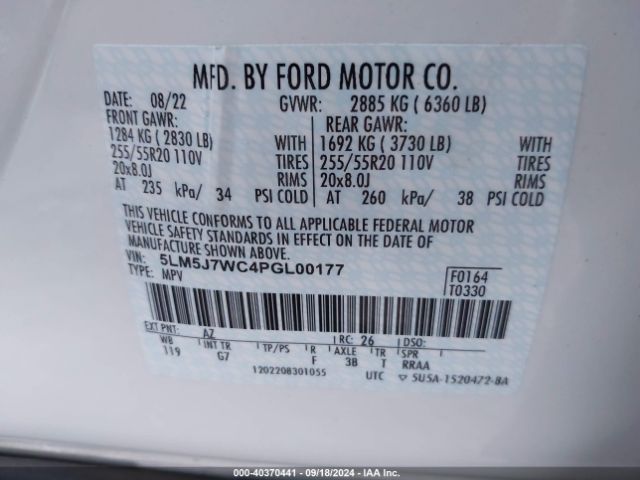 MFD. BY FORD MOTOR CO.
DATE: 08/22 GVWR: 2885 KG ( 6360 LB)
FRONT GAWR: REAR GAWR:
1284 KG ( 2830 LB) WITH 1692 KG ( 3730 LB) WITH
255/55R20 110V TIRES 255/55R20 110V TIRES
20x8.0J RIMS 20x8.0J RIMS
AT 235 kPa/ 34 PSI COLD AT 260 kPa/ 38 PSI COLD
THIS VEHICLE CONFORMS TO ALL APPLICABLE FEDERAL MOTOR
VEHICLE SAFETY STANDARDS IN EFFECT ON THE DATE OF
MANUFACTURE SHOWN ABOVE.
VIN: 5LM5J7WC4PGL00177 F0164
TYPE: MPV T0330
EXT PNT: AZ RC: 26 DSO:
WB INT TR TP/PS R AXLE TR SPR
119 G7 F 3B T RRAA
1202208301055 UTC ▽ 5U5A-1520472-BA
000-40370441 - 09/18/2024 - IAA Inc.